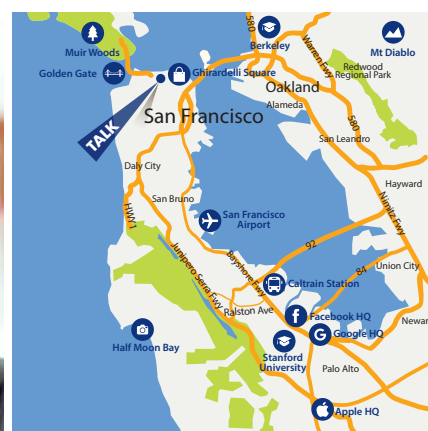 580
Muir Woods
Berkeley
Warren Fwy
Mt Diablo
Golden Gate
Ghirardelli Square
Redwood
Regional Park
Oakland
Alameda
San Francisco
580
TALK
San Leandro
Daly City
Hayward
San Bruno
Nimitz Fwy
HWY 1
San Francisco
Airport
92
Junipero Serra Fwy
Bayshore Fwy
84
Union City
Caltrain Station
Ralston Ave
f
Facebook HQ
G
Google HQ
Newar
Half Moon Bay
Stanford
University
Palo Alto
Apple HQ